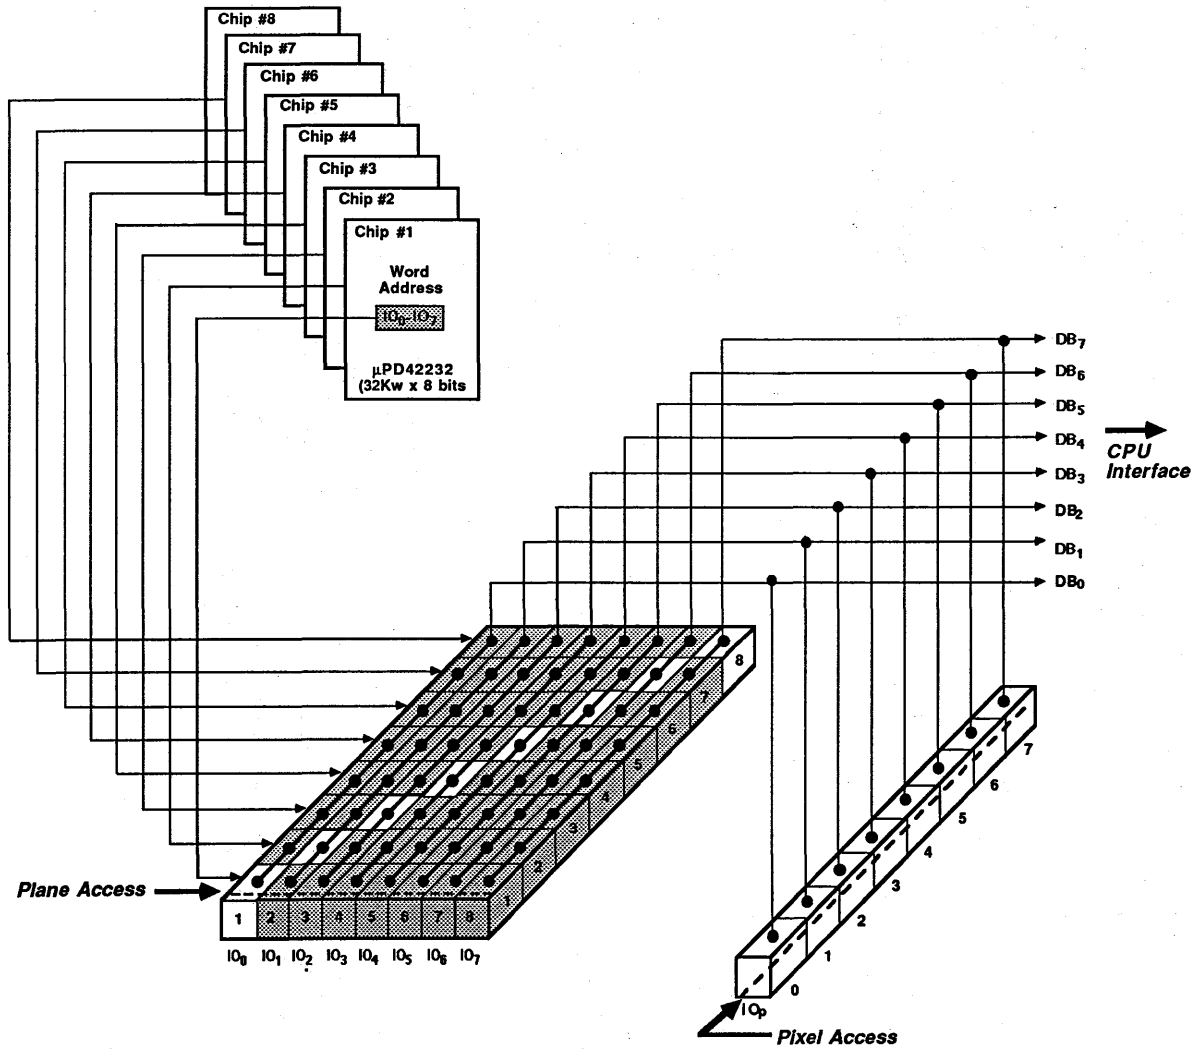 Chip #8
Chip #7
Chip #6
Chip #5
Chip #4
Chip #3
Chip #2
Chip #1
Word
Address
IO₀-IO₇
μPD42232
(32Kw x 8 bits
DB₇
DB₆
DB₅
DB₄
DB₃
DB₂
DB₁
DB₀
CPU
Interface
8
7
6
5
4
3
2
1
Plane Access
1 2 3 4 5 6 7 8
IO₀ IO₁ IO₂ IO₃ IO₄ IO₅ IO₆ IO₇
7
6
5
4
3
2
1
0
IOₚ
Pixel Access